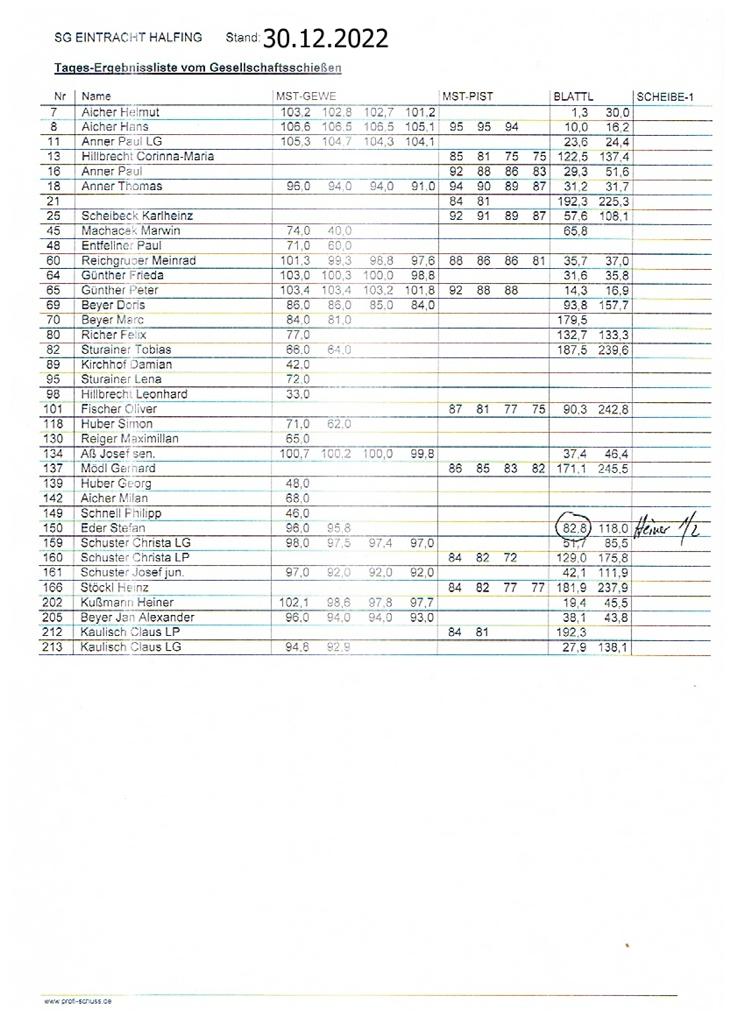 SG EINTRACHT HALFING Stand: 30.12.2022
Tages-Ergebnissliste vom Gesellschaftsschießen
Nr Name MST-GEWE MST-PIST BLATTL SCHEIBE-1
7 Aicher Helmut 103,2 102,8 102,7 101,2 1,3 30,0
8 Aicher Hans 106,6 106,5 106,5 105,1 95 95 94 10,0 16,2
11 Anner Paul LG 105,3 104,7 104,3 104,1 23,6 24,4
13 Hillbrecht Corinna-Maria 85 81 75 75 122,5 137,4
16 Anner Paul 92 88 86 83 29,3 51,6
18 Anner Thomas 96,0 94,0 94,0 91,0 94 90 89 87 31,2 31,7
21 84 81 192,3 225,3
25 Scheibeck Karlheinz 92 91 89 87 57,6 108,1
45 Machacek Marwin 74,0 40,0 65,8
48 Entfellner Paul 71,0 60,0
60 Reichgruber Meinrad 101,3 99,3 98,8 97,6 88 86 86 81 35,7 37,0
64 Günther Frieda 103,0 100,3 100,0 98,8 31,6 35,8
65 Günther Peter 103,4 103,4 103,2 101,8 92 88 88 14,3 16,9
69 Beyer Doris 86,0 86,0 85,0 84,0 93,8 157,7
70 Beyer Marc 84,0 81,0 179,5
80 Richer Felix 77,0 132,7 133,3
82 Sturainer Tobias 66,0 64,0 187,5 239,6
89 Kirchhof Damian 42,0
95 Sturainer Lena 72,0
98 Hillbrecht Leonhard 33,0
101 Fischer Oliver 87 81 77 75 90,3 242,8
118 Huber Simon 71,0 62,0
130 Reiger Maximillan 65,0
134 Aß Josef sen. 100,7 100,2 100,0 99,8 37,4 46,4
137 Mödl Gerhard 86 85 83 82 171,1 245,5
139 Huber Georg 48,0
142 Aicher Milan 68,0
149 Schnell Philipp 46,0
150 Eder Stefan 96,0 95,8 82,8 118,0 Heiner 1/2
159 Schuster Christa LG 98,0 97,5 97,4 97,0 51,7 85,5
160 Schuster Christa LP 84 82 72 129,0 175,8
161 Schuster Josef jun. 97,0 92,0 92,0 92,0 42,1 111,9
166 Stöckl Heinz 84 82 77 77 181,9 237,9
202 Kußmann Heiner 102,1 98,6 97,8 97,7 19,4 45,5
205 Beyer Jan Alexander 96,0 94,0 94,0 93,0 38,1 43,8
212 Kaulisch Claus LP 84 81 192,3
213 Kaulisch Claus LG 94,8 92,9 27,9 138,1
www.profi-schuss.de